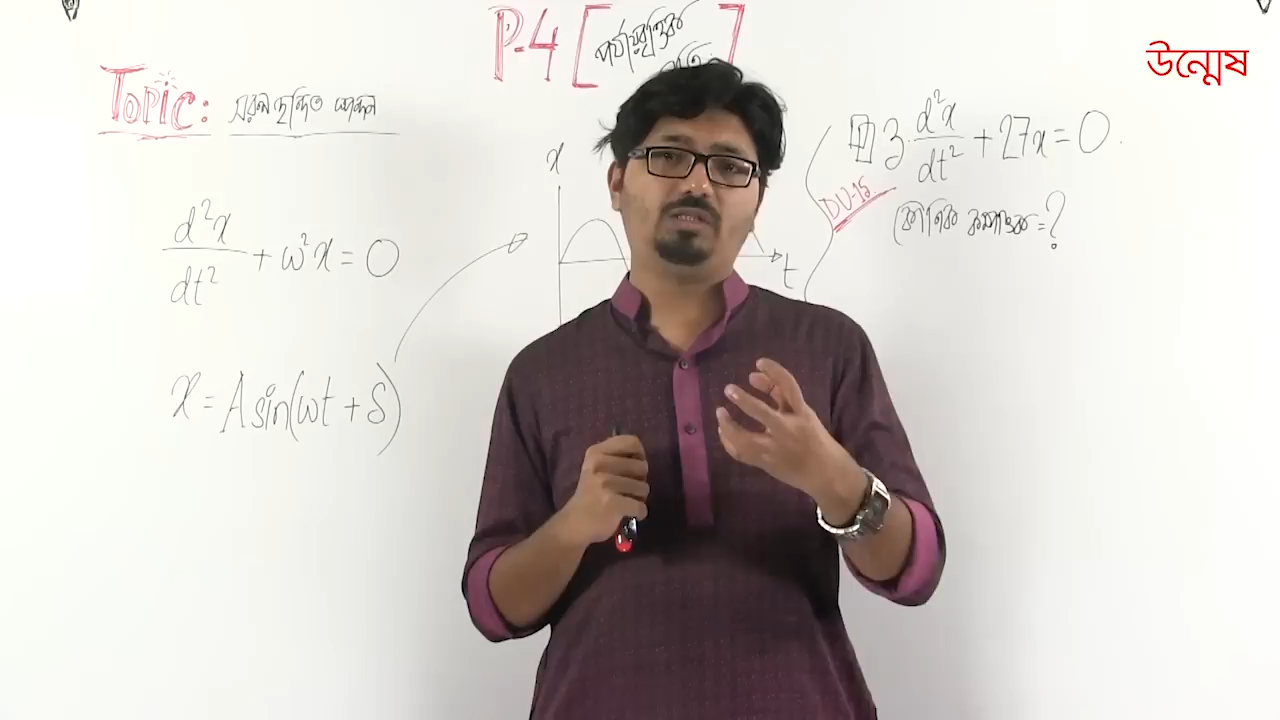 P-4 [পর্যায়বৃত্তিক
গতি]
উন্মেষ
Topic: সরল ছন্দিত স্পন্দন
d²x/dt² + ω²x = 0
x = A sin(ωt + δ)
x
t
3 d²x/dt² + 27x = 0
DU-15
কৌণিক কম্পাংক = ?